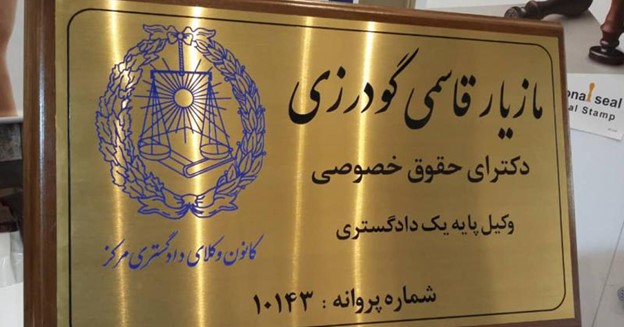 مازیار قاسمی گودرزی
دکترای حقوق خصوصی
وکیل پایه یک دادگستری
کانون وکلای دادگستری مرکز
شماره پروانه : ۱۰۱۴۳
onal seal
al Stamp